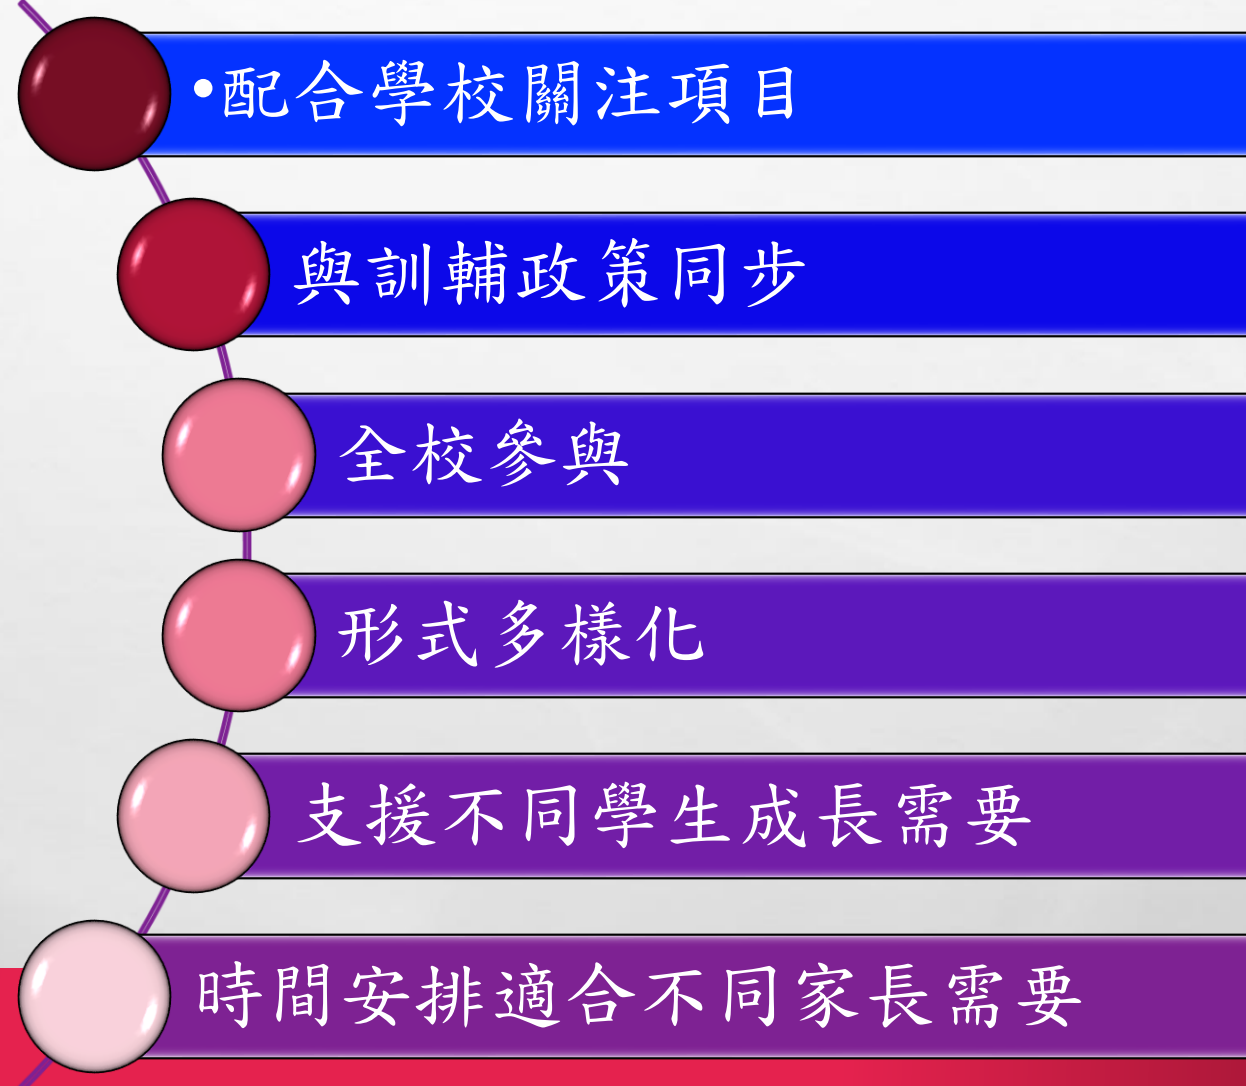 •配合學校關注項目
與訓輔政策同步
全校參與
形式多樣化
支援不同學生成長需要
時間安排適合不同家長需要